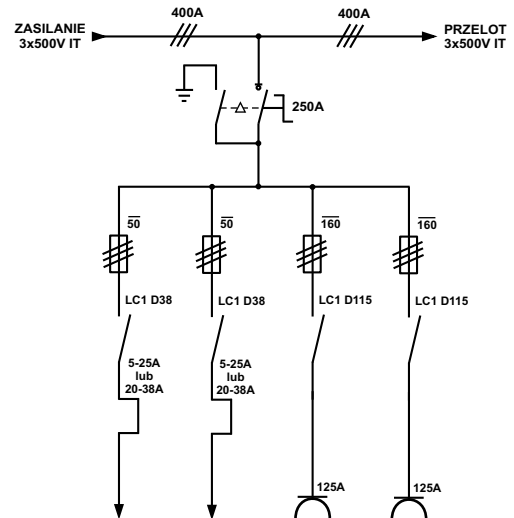 400A
400A
ZASILANIE
3x500V IT
PRZELOT
3x500V IT
250A
50
50
160
160
LC1 D38
LC1 D38
LC1 D115
LC1 D115
5-25A
lub
20-38A
5-25A
lub
20-38A
125A
125A